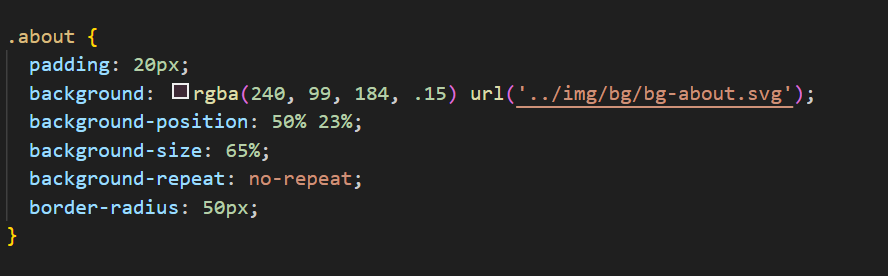 .about {
  padding: 20px;
  background: rgba(240, 99, 184, .15) url('../img/bg/bg-about.svg');
  background-position: 50% 23%;
  background-size: 65%;
  background-repeat: no-repeat;
  border-radius: 50px;
}